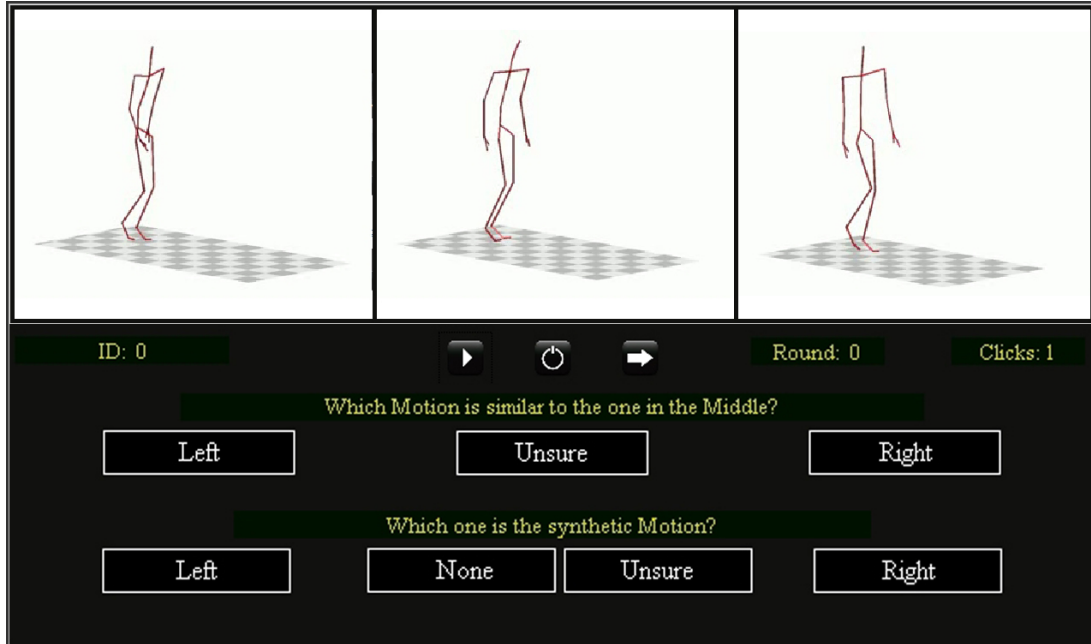 ID: 0
Round: 0
Clicks: 1
Which Motion is similar to the one in the Middle?
Left
Unsure
Right
Which one is the synthetic Motion?
Left
None
Unsure
Right